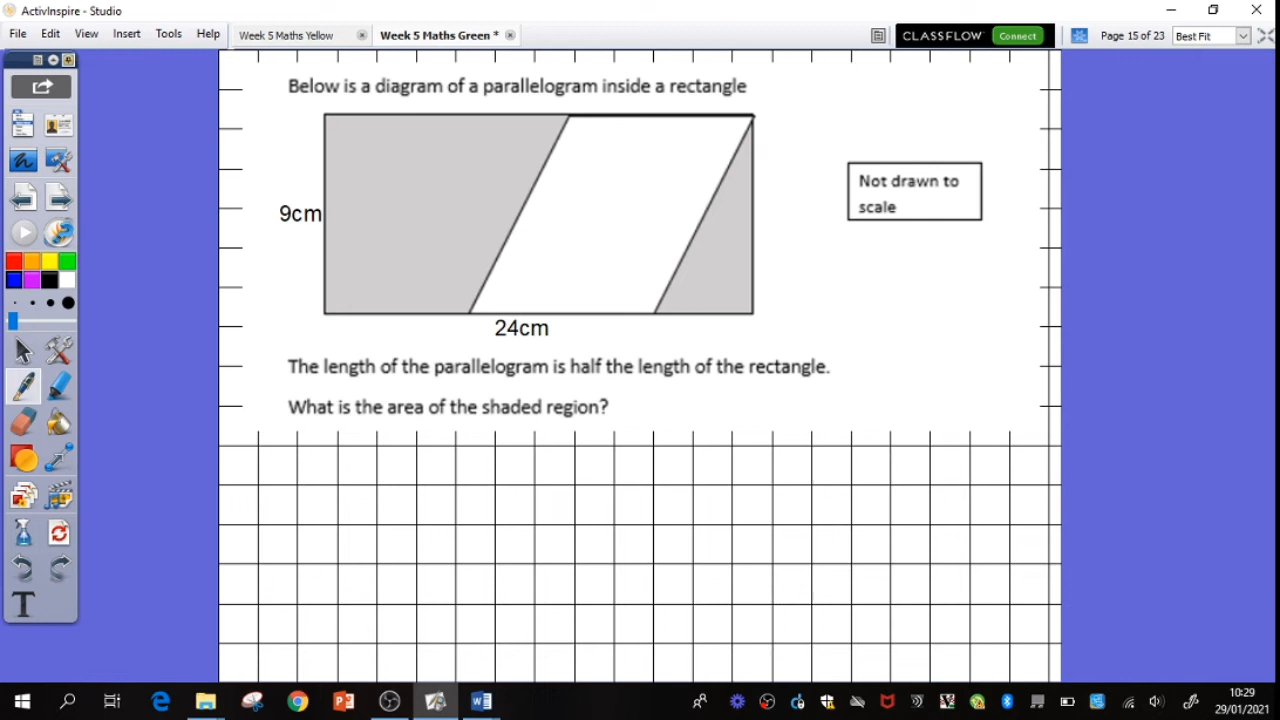 ActivInspire - Studio
File Edit View Insert Tools Help
Week 5 Maths Yellow
Week 5 Maths Green *
CLASSFLOW Connect
Page 15 of 23
Best Fit
Below is a diagram of a parallelogram inside a rectangle
Not drawn to
scale
9cm
24cm
The length of the parallelogram is half the length of the rectangle.
What is the area of the shaded region?
T
10:29
29/01/2021